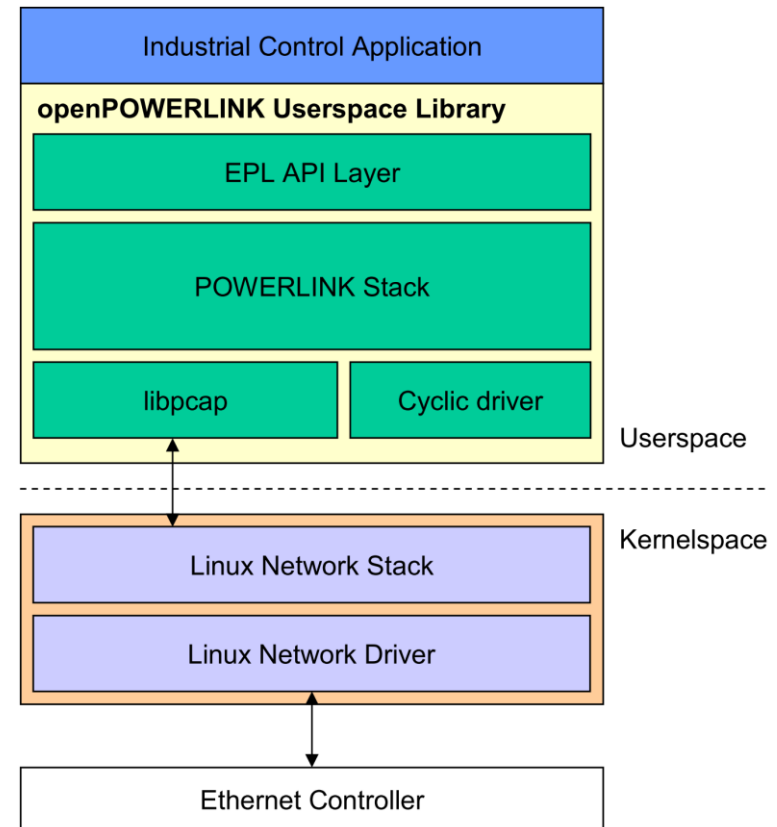 Industrial Control Application
openPOWERLINK Userspace Library
EPL API Layer
POWERLINK Stack
libpcap
Cyclic driver
Userspace
Kernelspace
Linux Network Stack
Linux Network Driver
Ethernet Controller